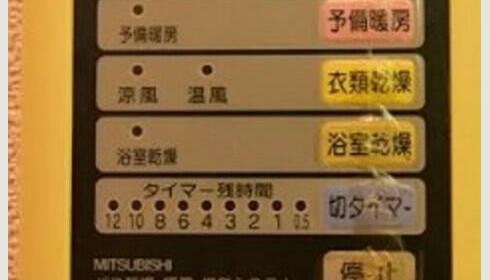 予備暖房 予備暖房
涼風 温風 衣類乾燥
浴室乾燥 浴室乾燥
タイマー残時間
12 10 8 6 4 3 2 1 0.5 切タイマー
MITSUBISHI
停止